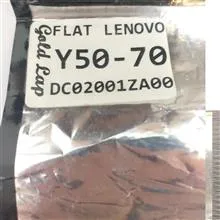 Gold Lap
FLAT LENOVO
Y50-70
DC02001ZA00